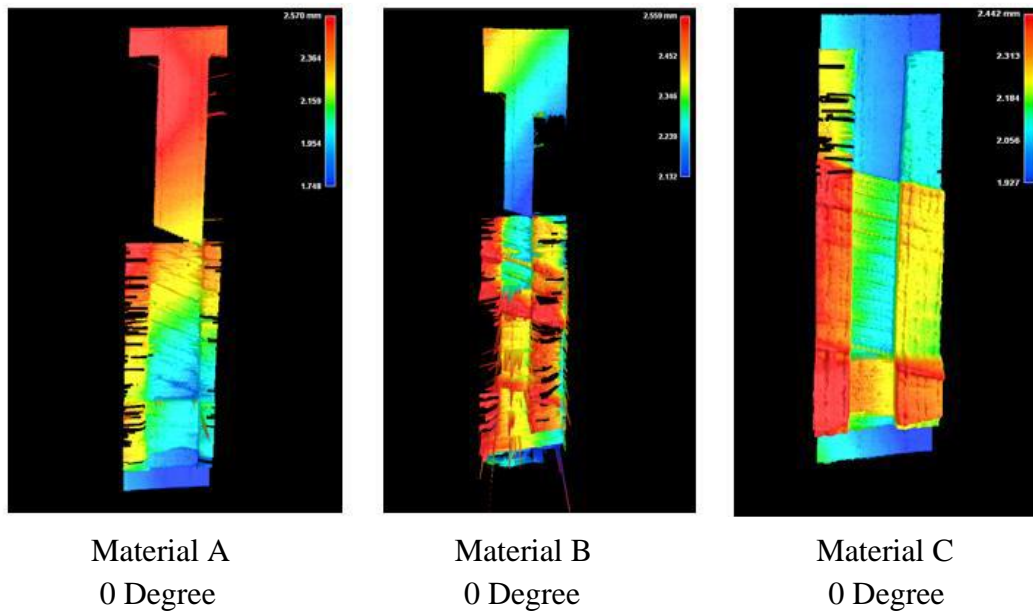 2.570 mm
2.364
2.159
1.954
1.748
2.559 mm
2.452
2.346
2.239
2.132
2.442 mm
2.313
2.184
2.056
1.927
Material A
0 Degree
Material B
0 Degree
Material C
0 Degree